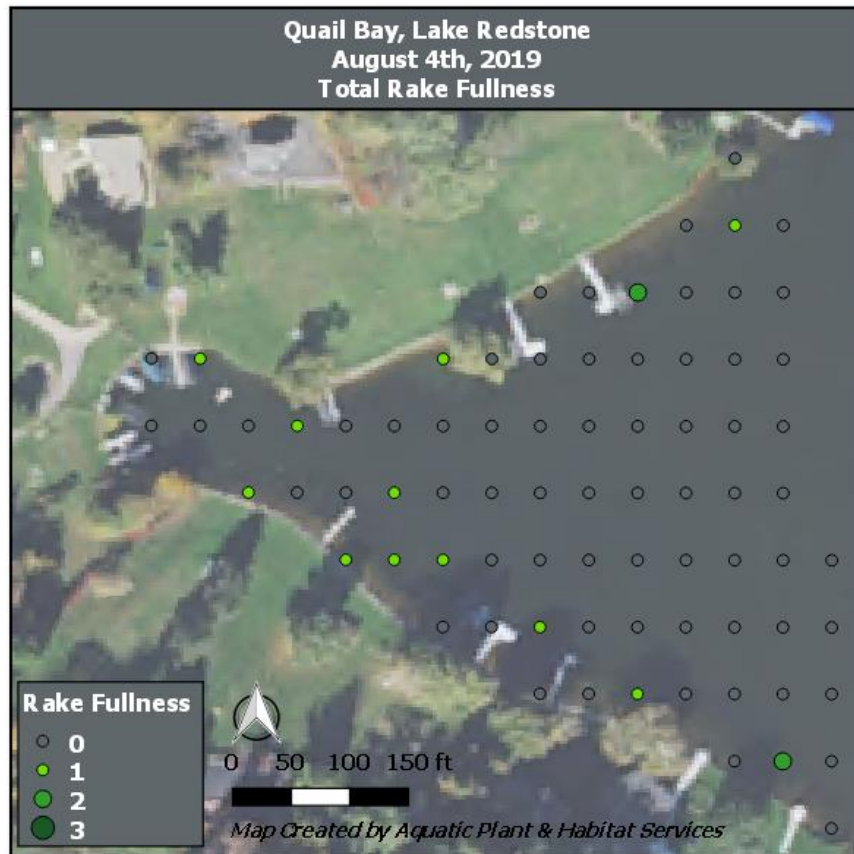 Quail Bay, Lake Redstone
August 4th, 2019
Total Rake Fullness
Rake Fullness
0
1
2
3
0 50 100 150 ft
Map Created by Aquatic Plant & Habitat Services